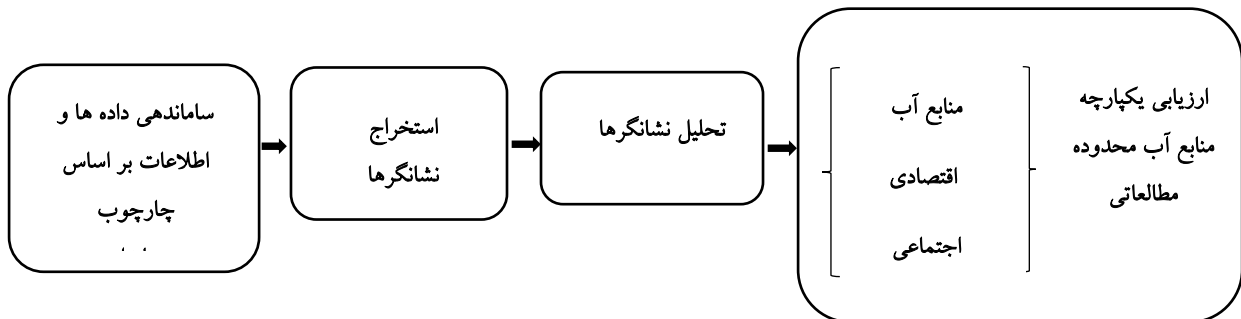 ساماندهی داده ها و
اطلاعات بر اساس
چارچوب
استخراج
نشانگرها
تحلیل نشانگرها
منابع آب
اقتصادی
اجتماعی
ارزیابی یکپارچه
منابع آب محدوده
مطالعاتی